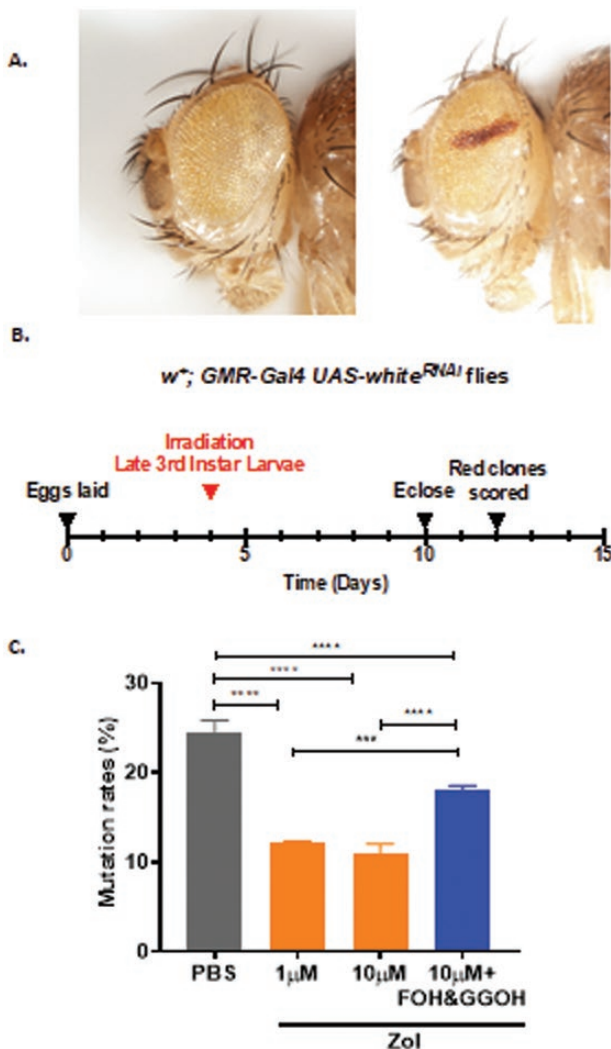 A.
B.
w⁺; GMR-Gal4 UAS-whiteᴿᴺᴬⁱ flies
Irradiation
Late 3rd Instar Larvae
Eggs laid
Eclose
Red clones
scored
0 5 10 15
Time (Days)
C.
****
****
****
****
***
30
20
10
0
Mutation rates (%)
PBS 1µM 10µM 10µM+
FOH&GGOH
Zol